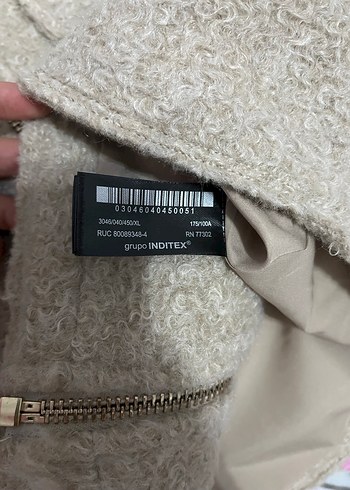 03046040450051
3046/040/450/XL 175/100A
RUC 80089348-4 RN 77302
grupo INDITEX®